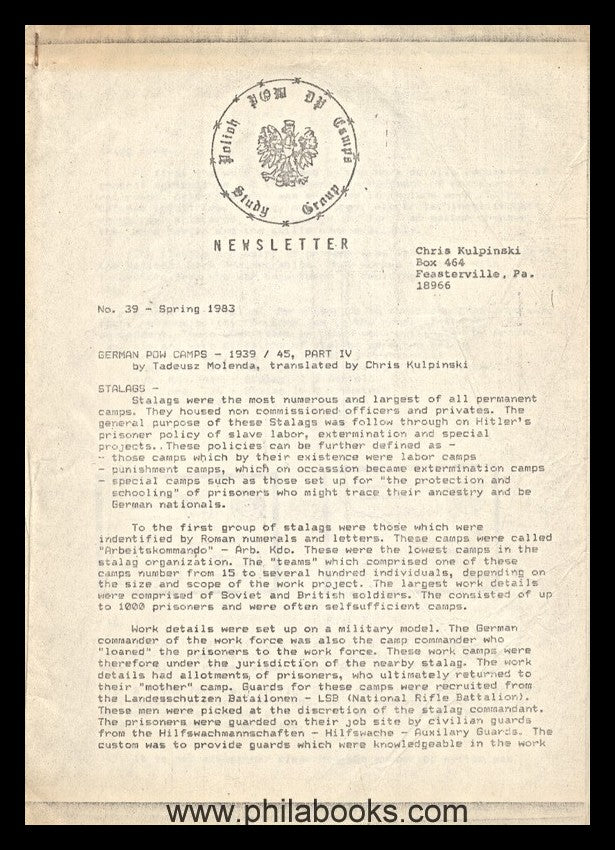 Polish POW DP Camps
Study Group
NEWSLETTER
Chris Kulpinski
Box 464
Feasterville, Pa.
18966
No. 39 - Spring 1983
GERMAN POW CAMPS - 1939 / 45, PART IV
by Tadeusz Molenda, translated by Chris Kulpinski
STALAGS -
Stalags were the most numerous and largest of all permanent
camps. They housed non commissioned officers and privates. The
general purpose of these Stalags was follow through on Hitler's
prisoner policy of slave labor, extermination and special
projects..These policies can be further defined as -
- those camps which by their existence were labor camps
- punishment camps, which on occassion became extermination camps
- special camps such as those set up for "the protection and
schooling" of prisoners who might trace their ancestry and be
German nationals.
To the first group of stalags were those which were
indentified by Roman numerals and letters. These camps were called
"Arbeitskommando" - Arb. Kdo. These were the lowest camps in the
stalag organization. The "teams" which comprised one of these
camps number from 15 to several hundred individuals, depending on
the size and scope of the work project. The largest work details
were comprised of Soviet and British soldiers. The consisted of up
to 1000 prisoners and were often selfsufficient camps.
Work details were set up on a military model. The German
commander of the work force was also the camp commander who
"loaned" the prisoners to the work force. These work camps were
therefore under the jurisdiction of the nearby stalag. The work
details had allotments of prisoners, who ultimately returned to
their "mother" camp. Guards for these camps were recruited from
the Landesschutzen Batailonen - LSB (National Rifle Battalion).
These men were picked at the discretion of the stalag commandant.
The prisoners were guarded on their job site by civilian guards
from the Hilfswachmannschaften - Hilfswache - Auxilary Guards. The
custom was to provide guards which were knowledgeable in the work
www.philabooks.com